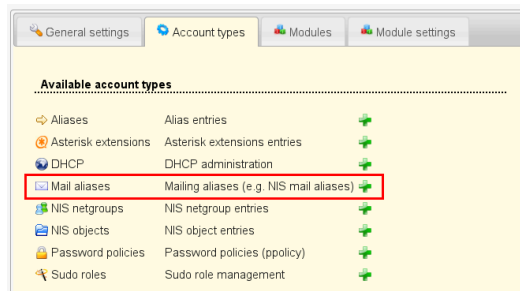 General settings Account types Modules Module settings
Available account types
Aliases Alias entries
Asterisk extensions Asterisk extensions entries
DHCP DHCP administration
Mail aliases Mailing aliases (e.g. NIS mail aliases)
NIS netgroups NIS netgroup entries
NIS objects NIS object entries
Password policies Password policies (ppolicy)
Sudo roles Sudo role management